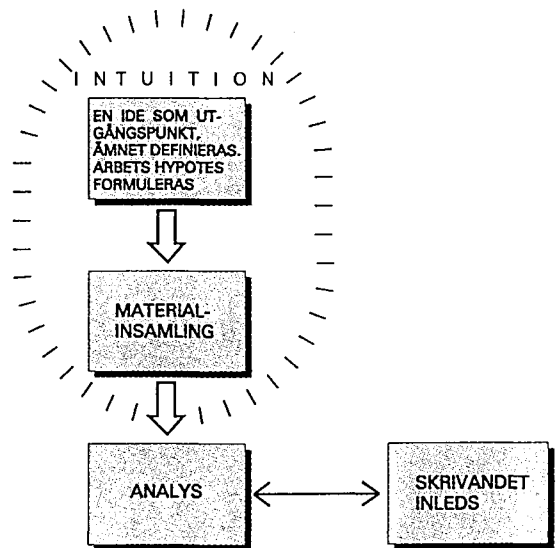 INTUITION
EN IDE SOM UT-
GÅNGSPUNKT,
ÄMNET DEFINIERAS.
ARBETS HYPOTES
FORMULERAS
MATERIAL-
INSAMLING
ANALYS
SKRIVANDET
INLEDS